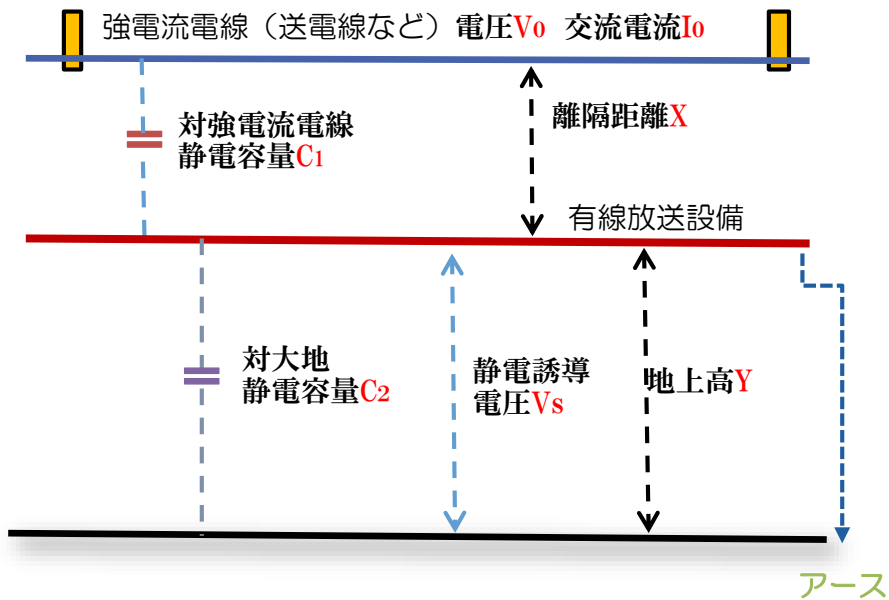 強電流電線（送電線など）電圧V0 交流電流I0
離隔距離X
対強電流電線
静電容量C1
有線放送設備
対大地
静電容量C2
静電誘導
電圧Vs
地上高Y
アース